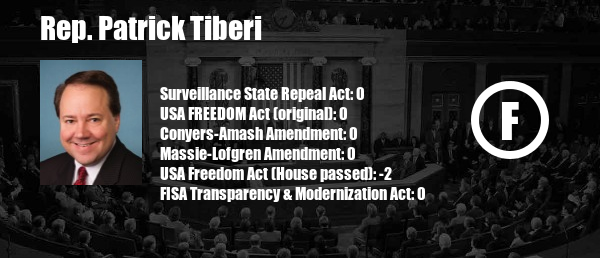 Rep. Patrick Tiberi
Surveillance State Repeal Act: 0
USA FREEDOM Act (original): 0
Conyers-Amash Amendment: 0
Massie-Lofgren Amendment: 0
USA Freedom Act (House passed): -2
FISA Transparency & Modernization Act: 0
F